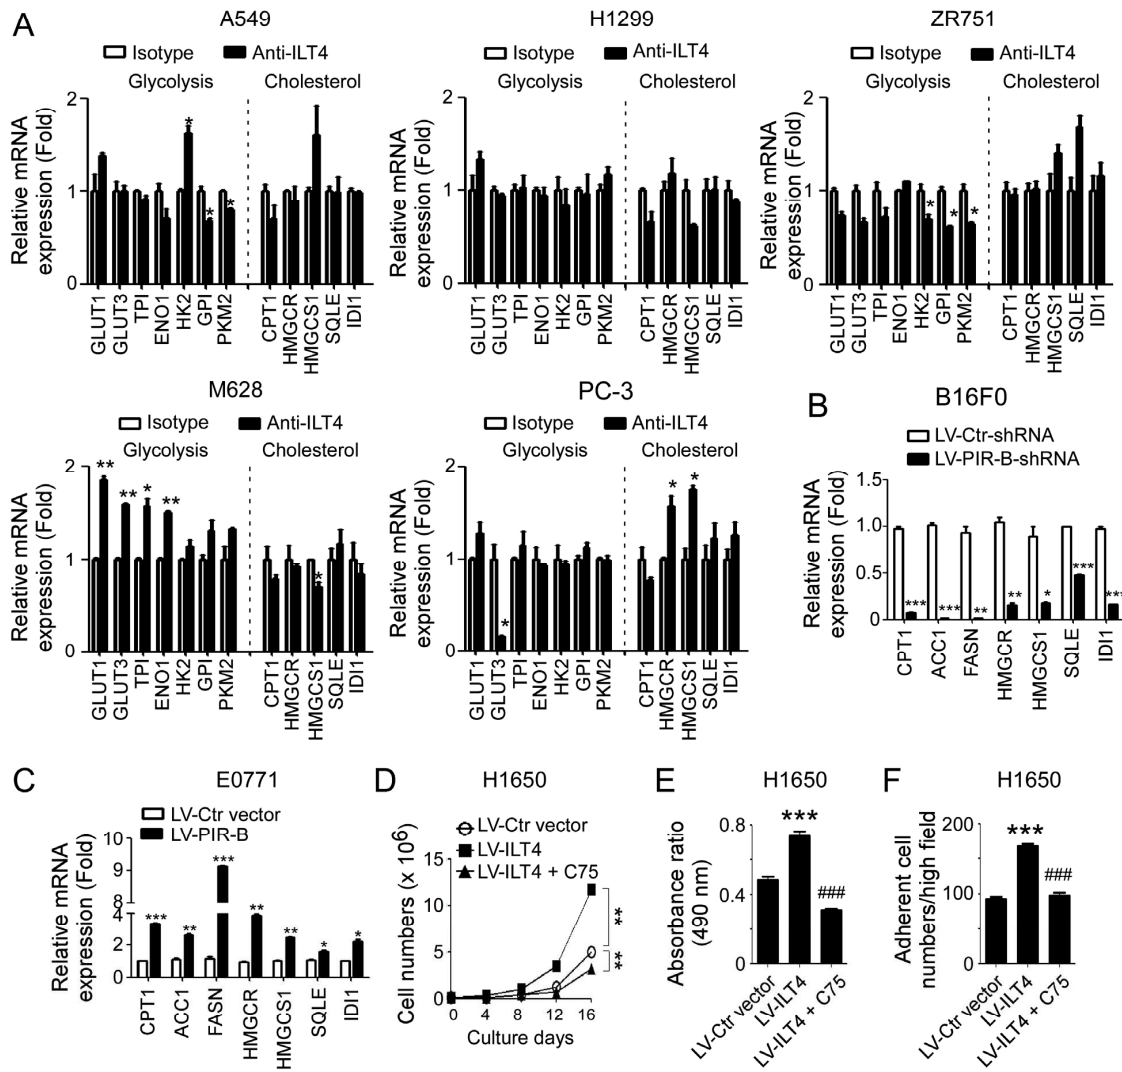 A
A549
Isotype Anti-ILT4
Glycolysis Cholesterol
Relative mRNA
expression (Fold)
2
1
0
* * *
GLUT1 GLUT3 TPI ENO1 HK2 GPI PKM2 CPT1 HMGCR HMGCS1 SQLE IDI1
H1299
Isotype Anti-ILT4
Glycolysis Cholesterol
Relative mRNA
expression (Fold)
2
1
0
GLUT1 GLUT3 TPI ENO1 HK2 GPI PKM2 CPT1 HMGCR HMGCS1 SQLE IDI1
ZR751
Isotype Anti-ILT4
Glycolysis Cholesterol
Relative mRNA
expression (Fold)
2
1
0
* * *
GLUT1 GLUT3 TPI ENO1 HK2 GPI PKM2 CPT1 HMGCR HMGCS1 SQLE IDI1
M628
Isotype Anti-ILT4
Glycolysis Cholesterol
Relative mRNA
expression (Fold)
2
1
0
** ** * ** *
GLUT1 GLUT3 TPI ENO1 HK2 GPI PKM2 CPT1 HMGCR HMGCS1 SQLE IDI1
PC-3
Isotype Anti-ILT4
Glycolysis Cholesterol
Relative mRNA
expression (Fold)
2
1
0
* * *
GLUT1 GLUT3 TPI ENO1 HK2 GPI PKM2 CPT1 HMGCR HMGCS1 SQLE IDI1
B
B16F0
LV-Ctr-shRNA
LV-PIR-B-shRNA
Relative mRNA
expression (Fold)
1.5
1.0
0.5
0
*** *** ** ** * *** ***
CPT1 ACC1 FASN HMGCR HMGCS1 SQLE IDI1
C
E0771
LV-Ctr vector
LV-PIR-B
Relative mRNA
expression (Fold)
10
9
8
4
2
0
*** ** *** ** ** * *
CPT1 ACC1 FASN HMGCR HMGCS1 SQLE IDI1
D
H1650
LV-Ctr vector
LV-ILT4
LV-ILT4 + C75
Cell numbers (x 10⁶)
15
10
5
0
**
**
0 4 8 12 16
Culture days
E
H1650
Absorbance ratio
(490 nm)
0.8
0.4
0
***
###
LV-Ctr vector
LV-ILT4
LV-ILT4 + C75
F
H1650
Adherent cell
numbers/high field
200
100
0
***
###
LV-Ctr vector
LV-ILT4
LV-ILT4 + C75